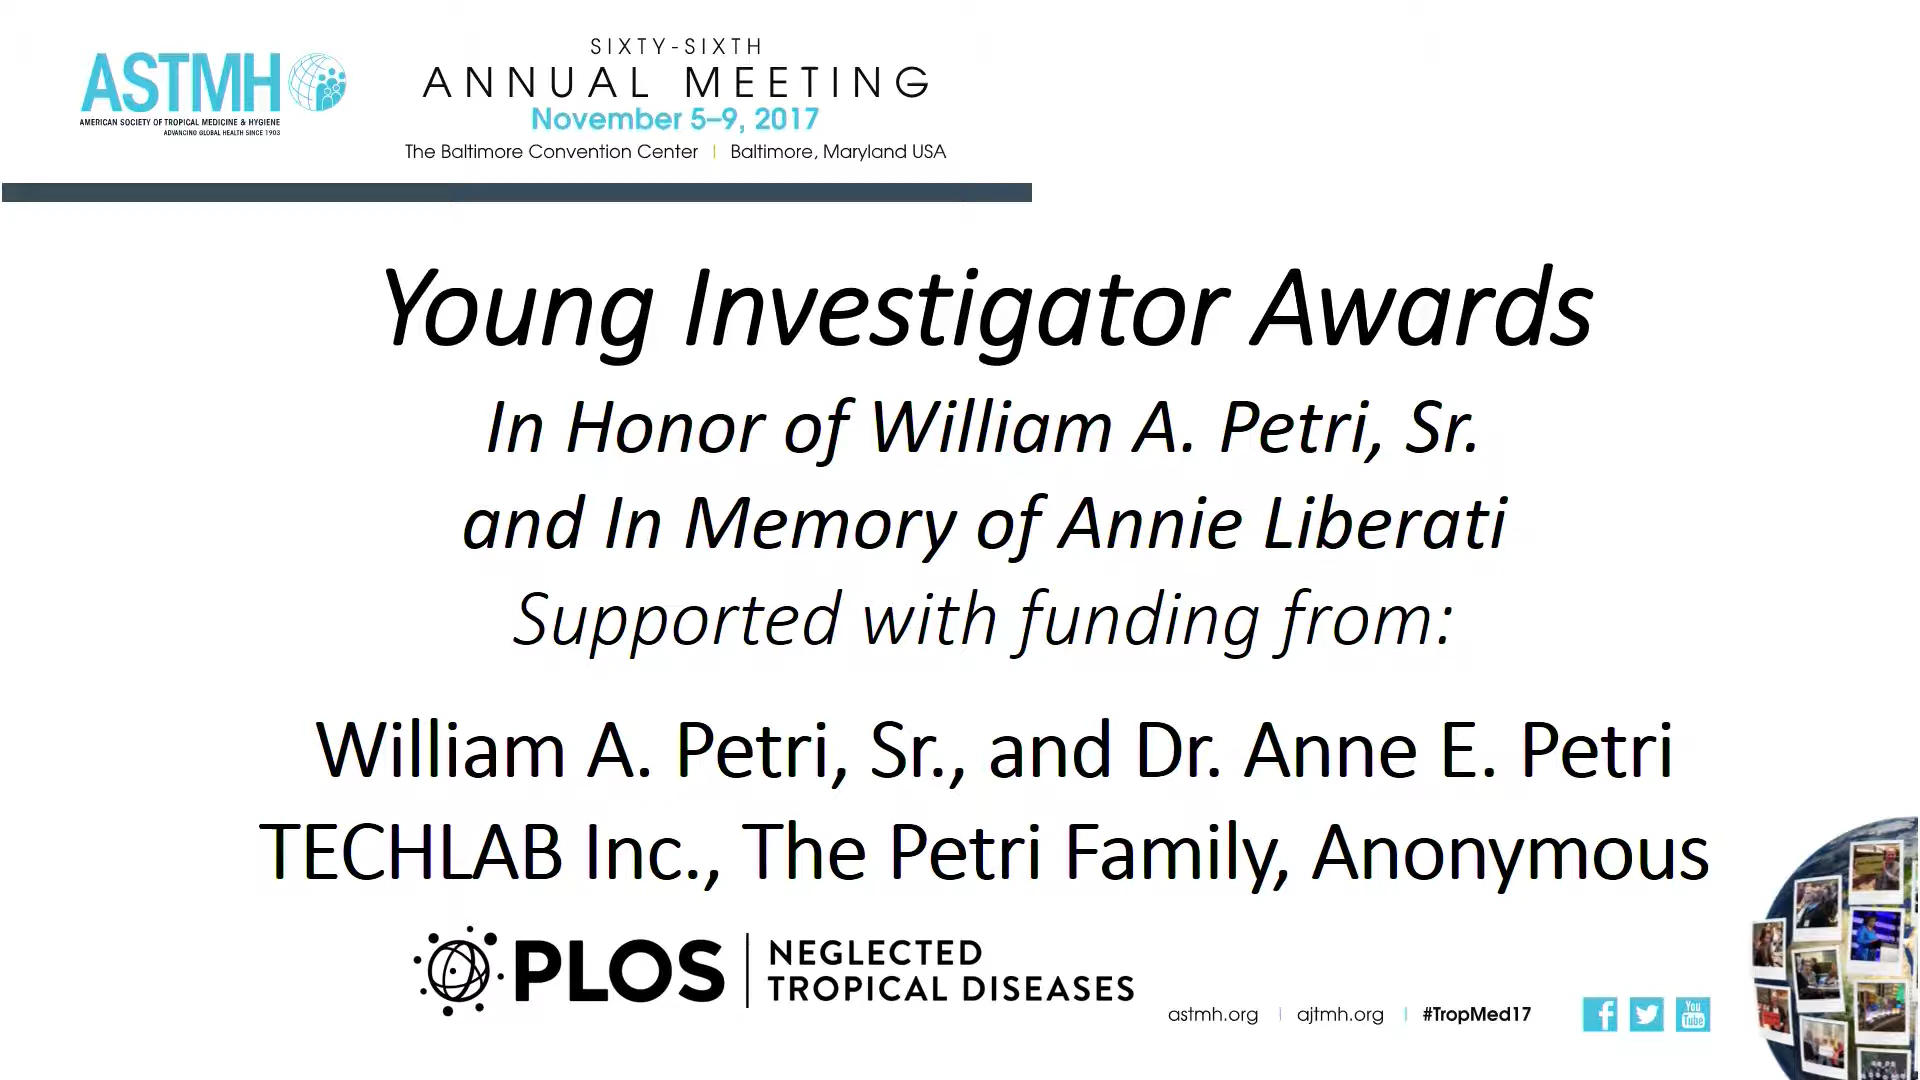 ASTMH
AMERICAN SOCIETY OF TROPICAL MEDICINE & HYGIENE
ADVANCING GLOBAL HEALTH SINCE 1903
SIXTY-SIXTH
ANNUAL MEETING
November 5–9, 2017
The Baltimore Convention Center | Baltimore, Maryland USA
Young Investigator Awards
In Honor of William A. Petri, Sr.
and In Memory of Annie Liberati
Supported with funding from:
William A. Petri, Sr., and Dr. Anne E. Petri
TECHLAB Inc., The Petri Family, Anonymous
PLOS | NEGLECTED
TROPICAL DISEASES
astmh.org | ajtmh.org | #TropMed17
You
Tube